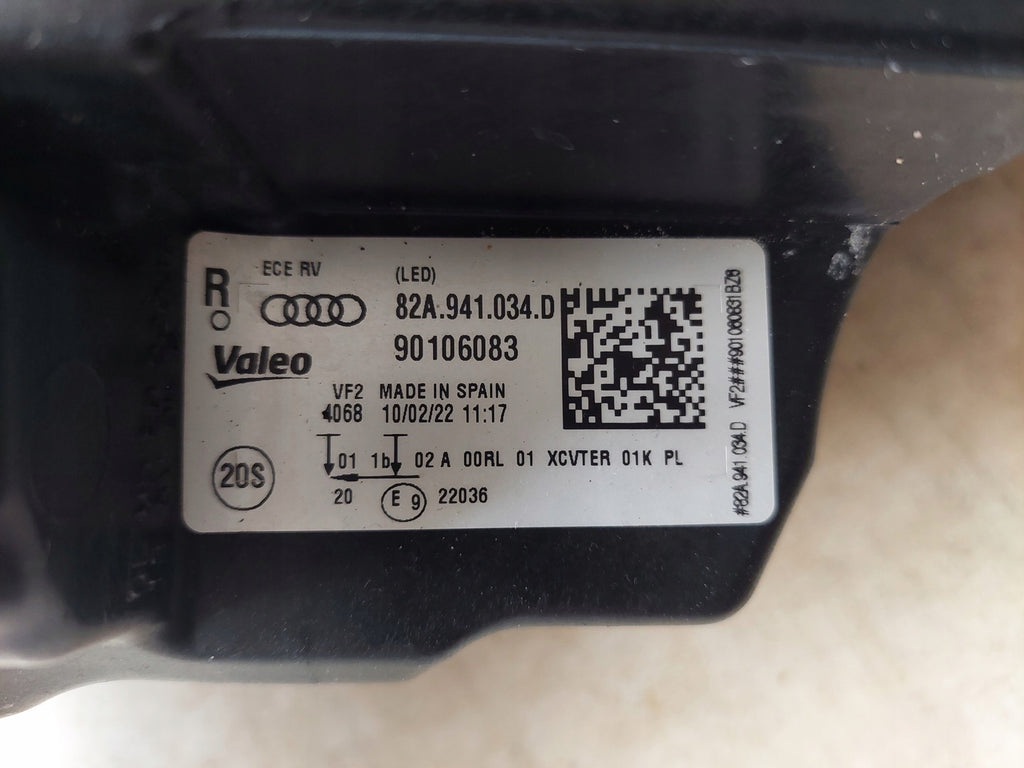 ECE RV
(LED)
R
82A.941.034.D
Valeo
90106083
VF2 MADE IN SPAIN
4068 10/02/22 11:17
20S
01 1b 02 A 00RL 01 XCVTER 01K PL
20 E 9 22036
#82A.941.034.D VF2###90106083